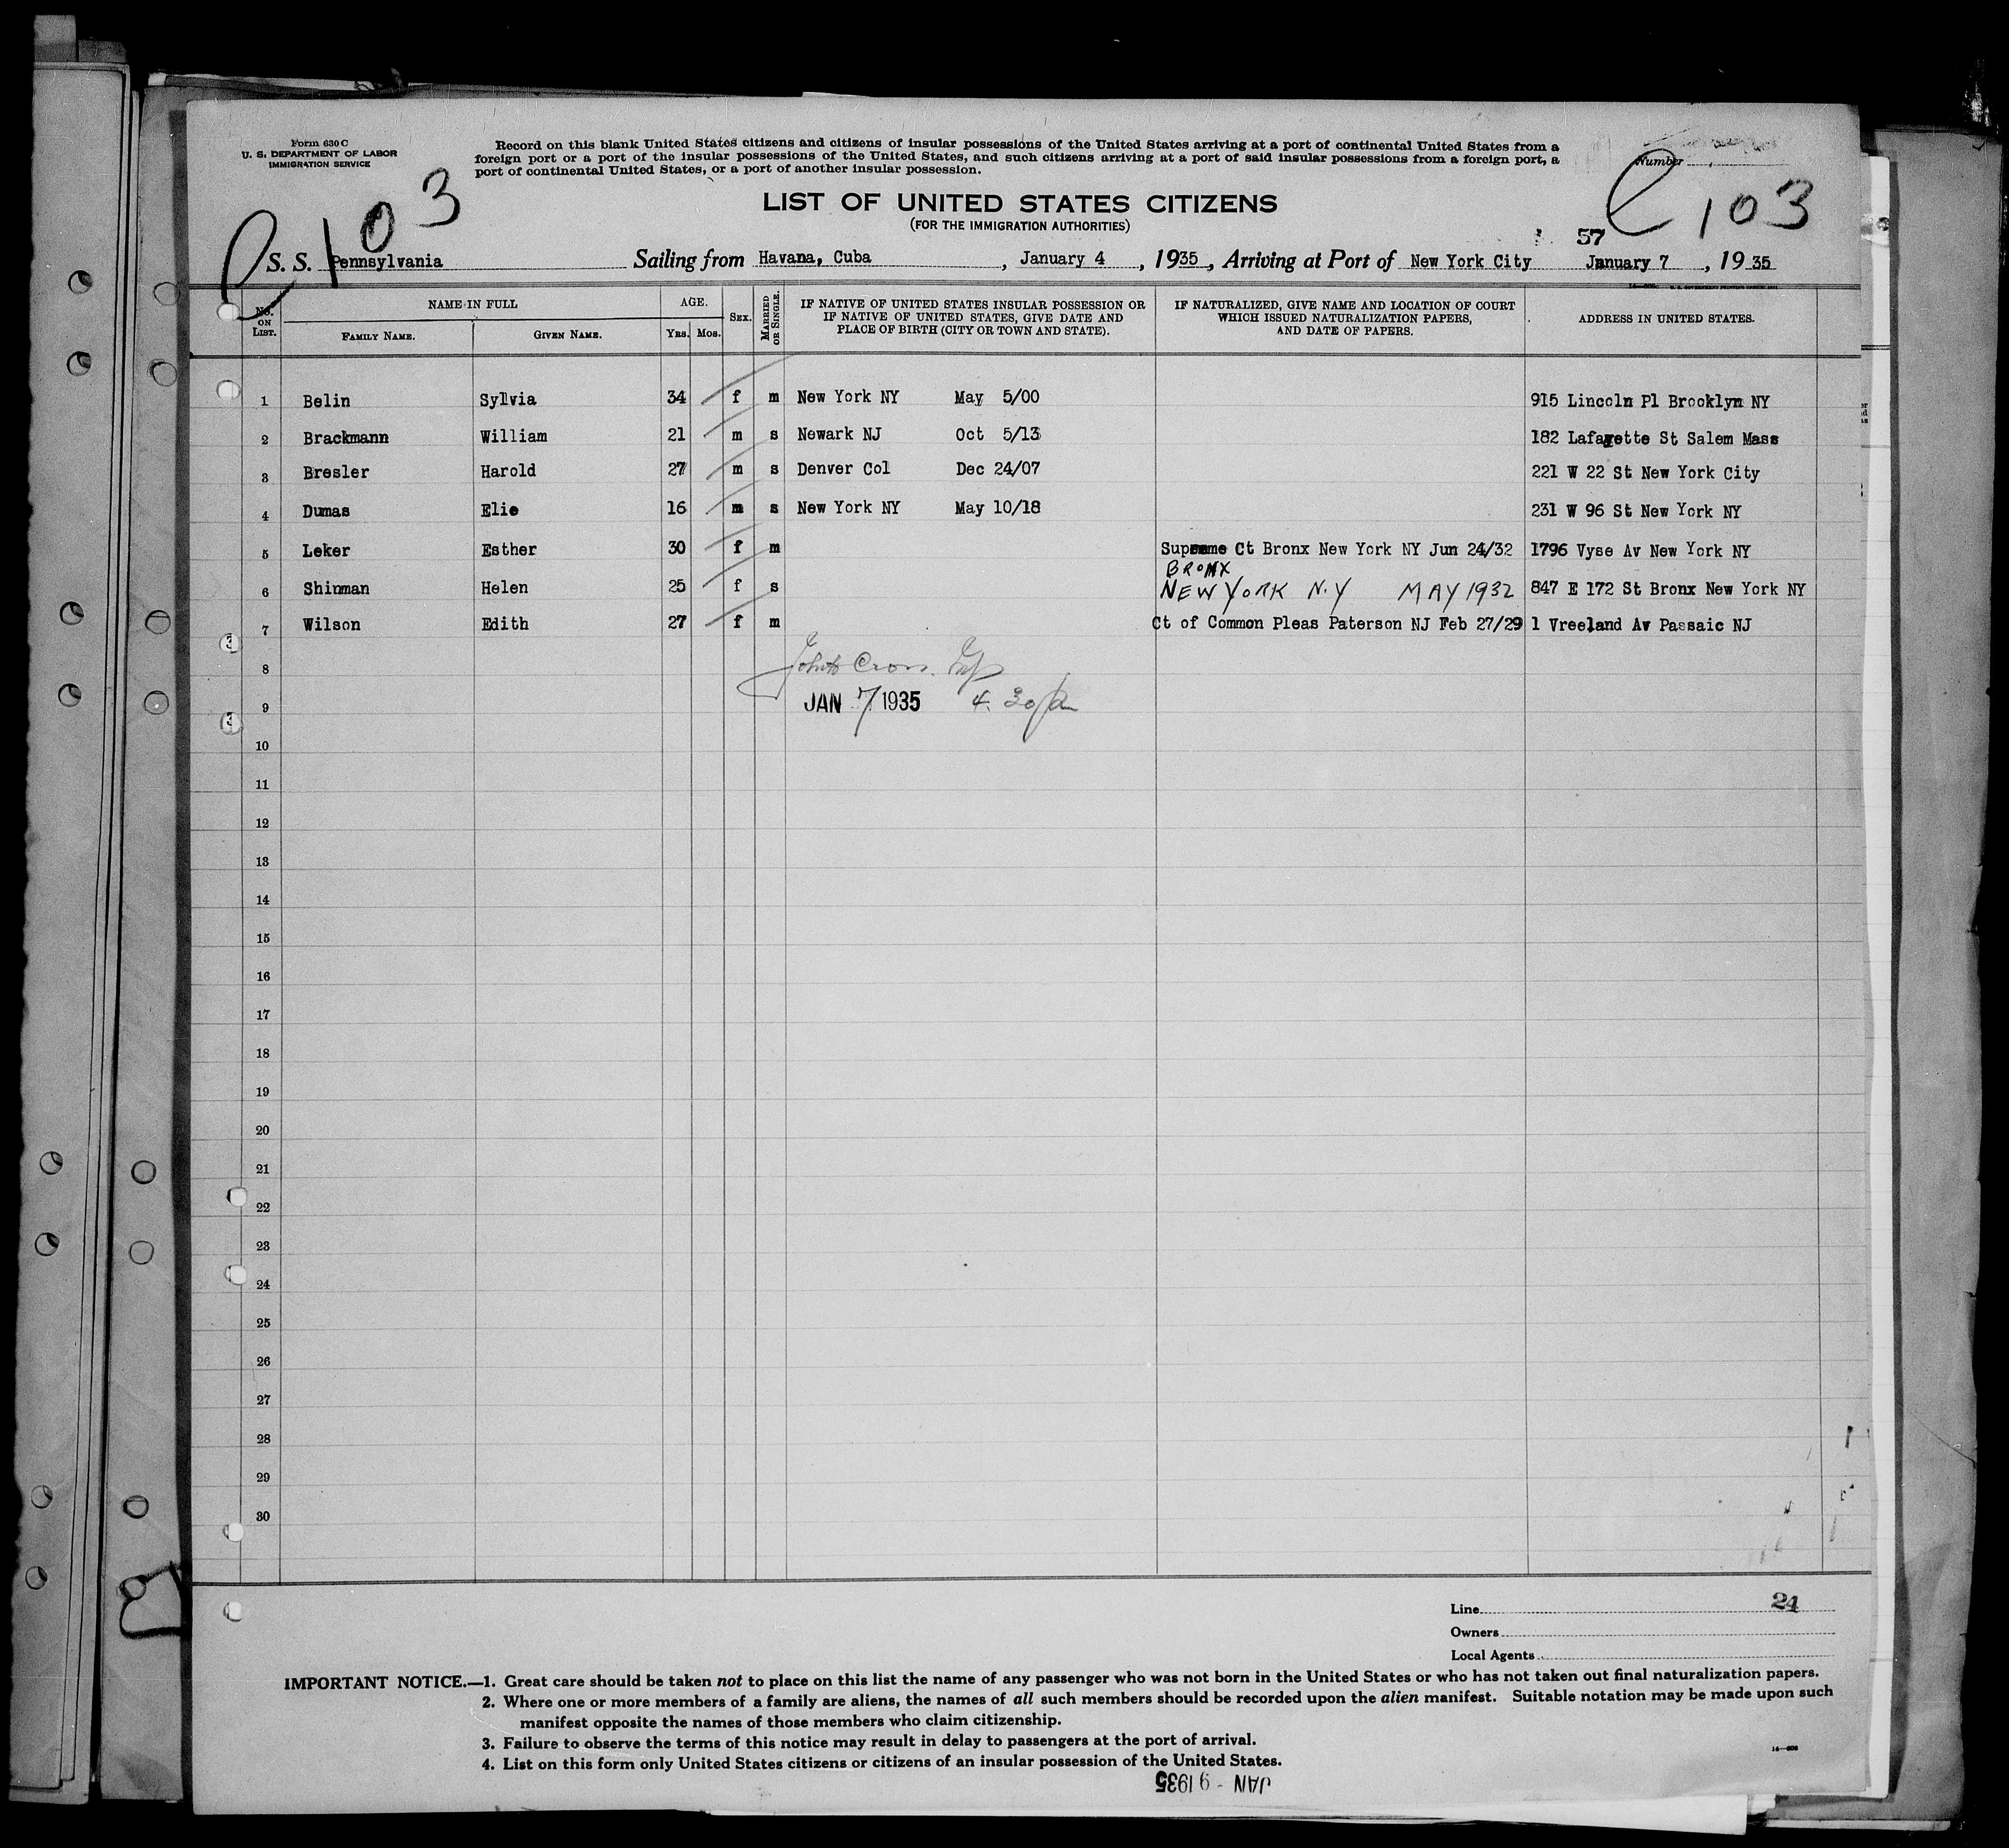 Form 630 C
U. S. DEPARTMENT OF LABOR
IMMIGRATION SERVICE
Record on this blank United States citizens and citizens of insular possessions of the United States arriving at a port of continental United States from a
foreign port or a port of the insular possessions of the United States, and such citizens arriving at a port of said insular possessions from a foreign port, a
port of continental United States, or a port of another insular possession.
Number
C 103
C 103
LIST OF UNITED STATES CITIZENS
(FOR THE IMMIGRATION AUTHORITIES)
57
S. S. Pennsylvania Sailing from Havana, Cuba, January 4, 1935, Arriving at Port of New York City January 7, 1935
No. ON LIST. NAME IN FULL FAMILY NAME. GIVEN NAME. AGE. YRS. MOS. SEX. MARRIED OR SINGLE. IF NATIVE OF UNITED STATES INSULAR POSSESSION OR IF NATIVE OF UNITED STATES, GIVE DATE AND PLACE OF BIRTH (CITY OR TOWN AND STATE). IF NATURALIZED, GIVE NAME AND LOCATION OF COURT WHICH ISSUED NATURALIZATION PAPERS, AND DATE OF PAPERS. ADDRESS IN UNITED STATES.
1 Belin Sylvia 34 f m New York NY May 5/00 915 Lincoln Pl Brooklyn NY
2 Brackmann William 21 m s Newark NJ Oct 5/13 182 Lafayette St Salem Mass
3 Bresler Harold 27 m s Denver Col Dec 24/07 221 W 22 St New York City
4 Dumas Elie 16 m s New York NY May 10/18 231 W 96 St New York NY
5 Leker Esther 30 f m Supreme Ct Bronx New York NY Jun 24/32 1796 Vyse Av New York NY
BRONX
6 Shinman Helen 25 f s NEW YORK N.Y MAY 1932 847 E 172 St Bronx New York NY
7 Wilson Edith 27 f m Ct of Common Pleas Paterson NJ Feb 27/29 1 Vreeland Av Passaic NJ
8
9 JAN 7 1935
10
11
12
13
14
15
16
17
18
19
20
21
22
23
24
25
26
27
28
29
30
Line 24
Owners
Local Agents
IMPORTANT NOTICE.—1. Great care should be taken not to place on this list the name of any passenger who was not born in the United States or who has not taken out final naturalization papers.
2. Where one or more members of a family are aliens, the names of all such members should be recorded upon the alien manifest. Suitable notation may be made upon such
manifest opposite the names of those members who claim citizenship.
3. Failure to observe the terms of this notice may result in delay to passengers at the port of arrival.
4. List on this form only United States citizens or citizens of an insular possession of the United States.
JAN - 9 1935